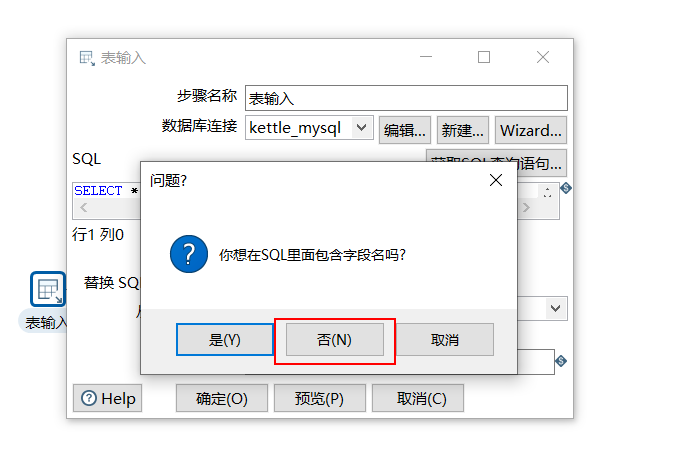 表输入
步骤名称 表输入
数据库连接 kettle_mysql 编辑... 新建... Wizard...
SQL 获取SQL查询语句...
SELECT *
问题?
行1 列0
你想在SQL里面包含字段名吗?
替换 SQL
表输入
是(Y) 否(N) 取消
Help 确定(O) 预览(P) 取消(C)